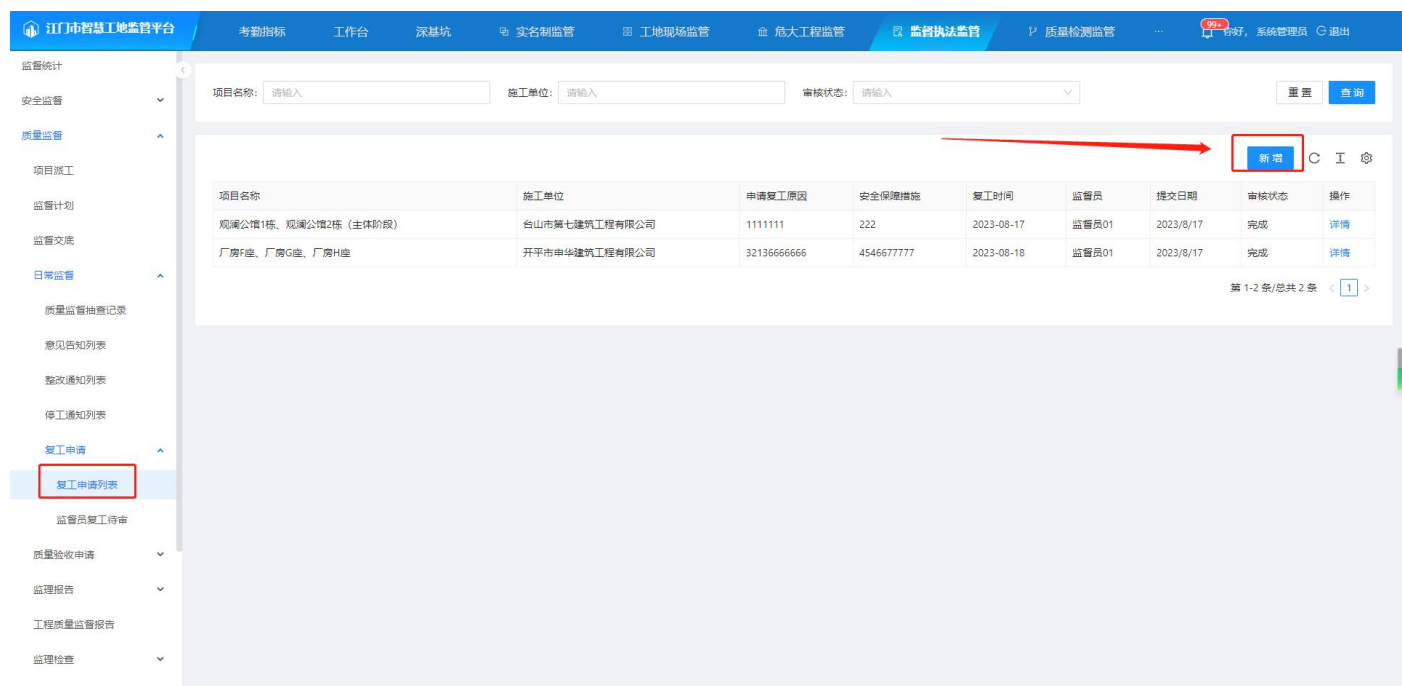 江门市智慧工地监管平台 考勤指标 工作台 深基坑 实名制监管 工地现场监管 危大工程监管 监督执法监管 质量检测监管 ... 99+ 你好，系统管理员 退出
监督统计
安全监督
质量监督
项目派工
监督计划
监督交底
日常监督
质量监督抽查记录
意见告知列表
整改通知列表
停工通知列表
复工申请
复工申请列表
监督员复工待审
质量验收申请
监理报告
工程质量监督报告
监理检查
项目名称: 请输入 施工单位: 请输入 审核状态: 请输入 重置 查询
新增
项目名称 施工单位 申请复工原因 安全保障措施 复工时间 监督员 提交日期 审核状态 操作
观澜公馆1栋、观澜公馆2栋（主体阶段） 台山市第七建筑工程有限公司 1111111 222 2023-08-17 监督员01 2023/8/17 完成 详情
厂房F座、厂房G座、厂房H座 开平市申华建筑工程有限公司 32136666666 4546677777 2023-08-18 监督员01 2023/8/17 完成 详情
第 1-2 条/总共 2 条 < 1 >